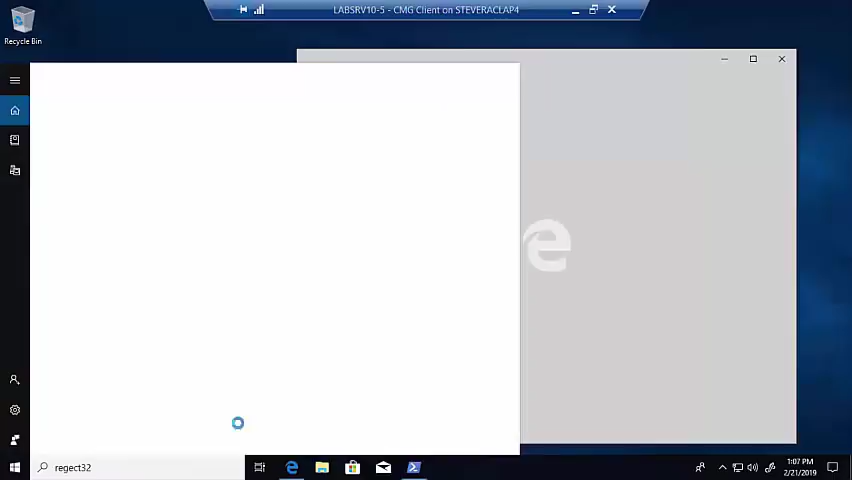 LABSRV10-5 - CMG Client on STEVERACLAP4
Recycle Bin
regect32
1:07 PM
2/21/2019